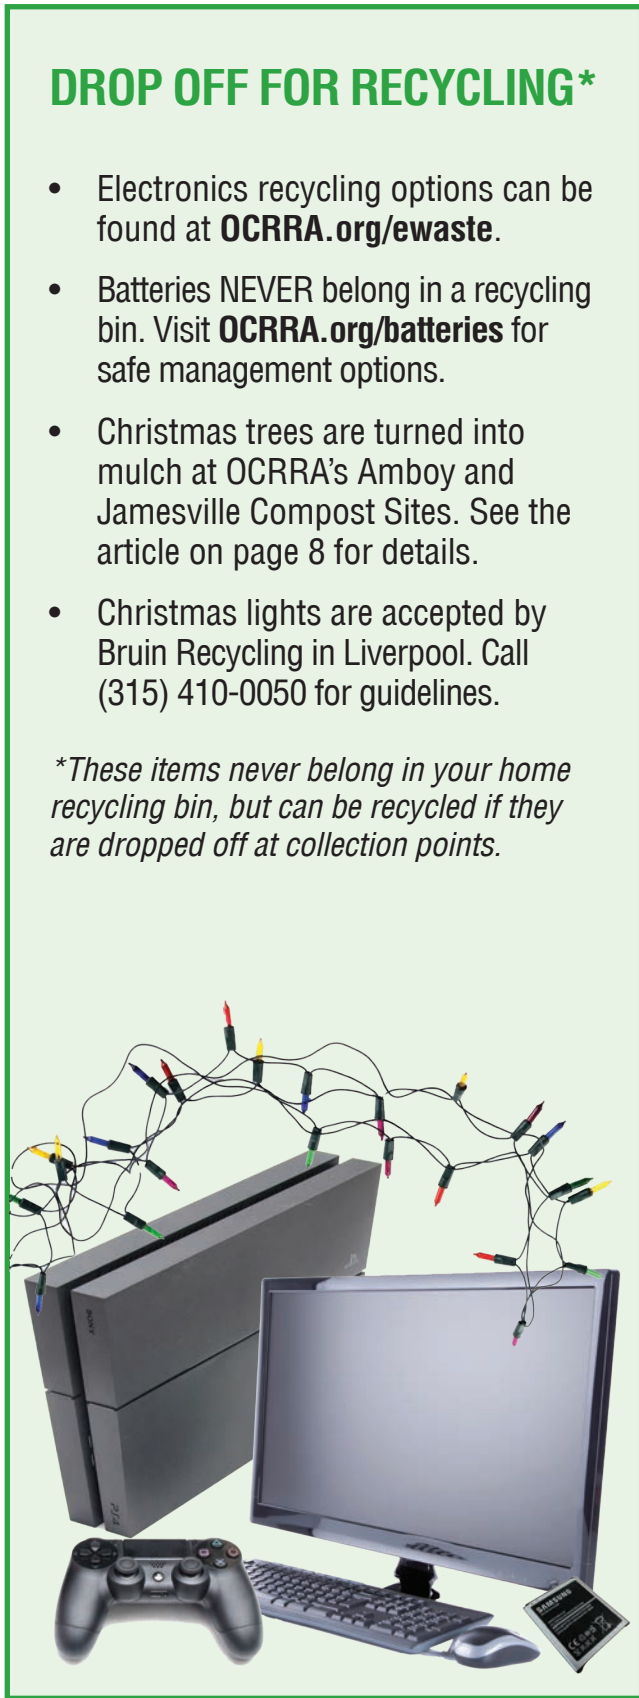 DROP OFF FOR RECYCLING*
• Electronics recycling options can be
found at OCRRA.org/ewaste.
• Batteries NEVER belong in a recycling
bin. Visit OCRRA.org/batteries for
safe management options.
• Christmas trees are turned into
mulch at OCRRA’s Amboy and
Jamesville Compost Sites. See the
article on page 8 for details.
• Christmas lights are accepted by
Bruin Recycling in Liverpool. Call
(315) 410-0050 for guidelines.
*These items never belong in your home
recycling bin, but can be recycled if they
are dropped off at collection points.
SONY
PS4
SAMSUNG